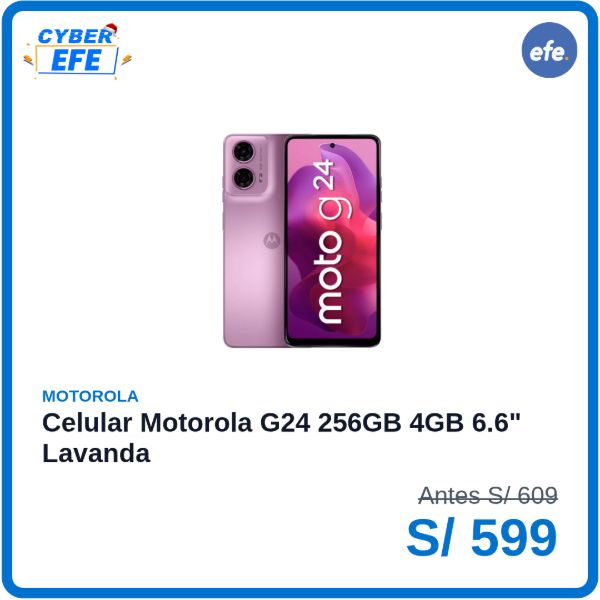 CYBER
EFE
efe.
moto g24
MOTOROLA
Celular Motorola G24 256GB 4GB 6.6"
Lavanda
Antes S/ 609
S/ 599